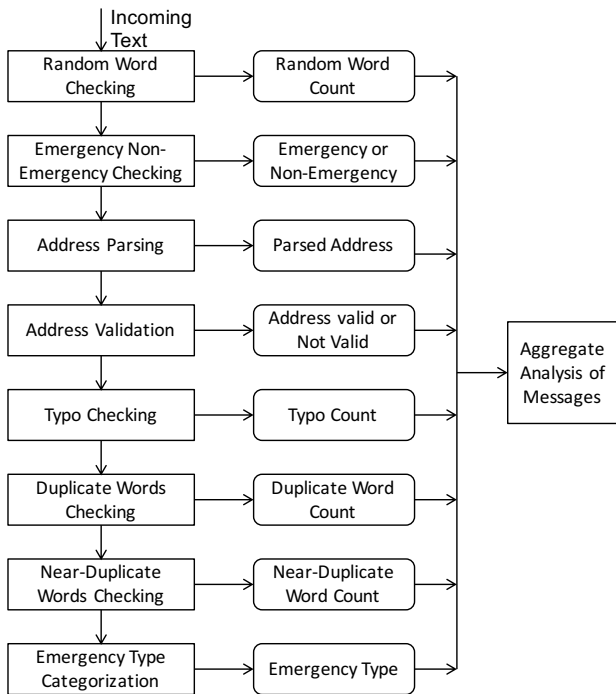 Incoming
Text
Random Word
Checking
Random Word
Count
Emergency Non-
Emergency Checking
Emergency or
Non-Emergency
Address Parsing
Parsed Address
Address Validation
Address valid or
Not Valid
Aggregate
Analysis of
Messages
Typo Checking
Typo Count
Duplicate Words
Checking
Duplicate Word
Count
Near-Duplicate
Words Checking
Near-Duplicate
Word Count
Emergency Type
Categorization
Emergency Type